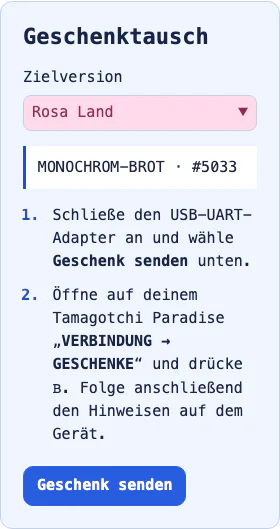 Geschenktausch
Zielversion
Rosa Land ▼
MONOCHROM-BROT · #5033
1. Schließe den USB-UART-
Adapter an und wähle
Geschenk senden unten.
2. Öffne auf deinem
Tamagotchi Paradise
„VERBINDUNG →
GESCHENKE“ und drücke
B. Folge anschließend
den Hinweisen auf dem
Gerät.
Geschenk senden